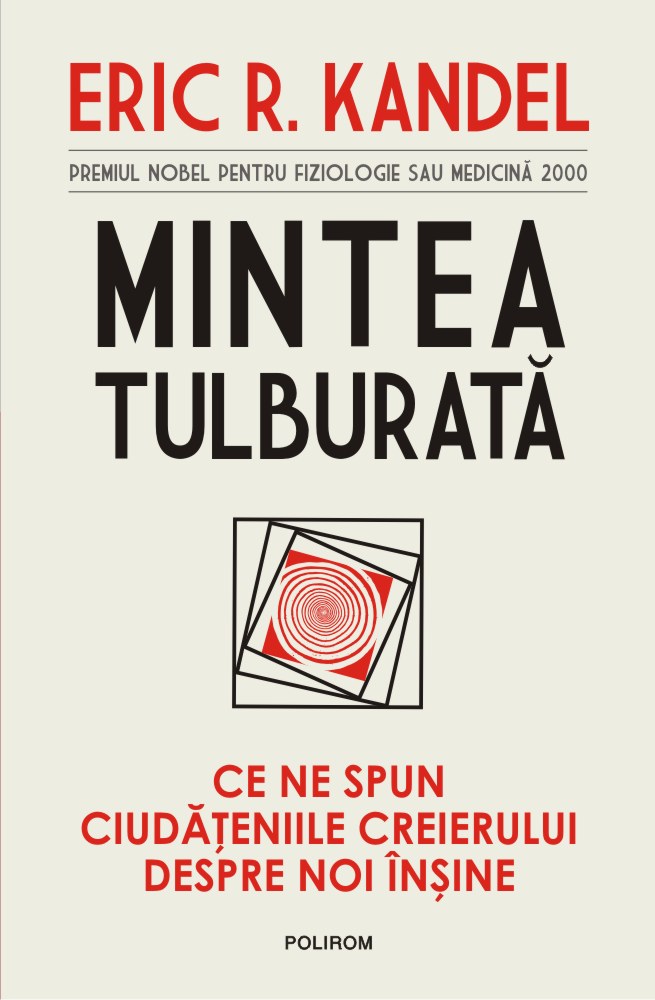 ERIC R. KANDEL
PREMIUL NOBEL PENTRU FIZIOLOGIE SAU MEDICINĂ 2000
MINTEA
TULBURATĂ
CE NE SPUN
CIUDĂȚENIILE CREIERULUI
DESPRE NOI ÎNȘINE
POLIROM